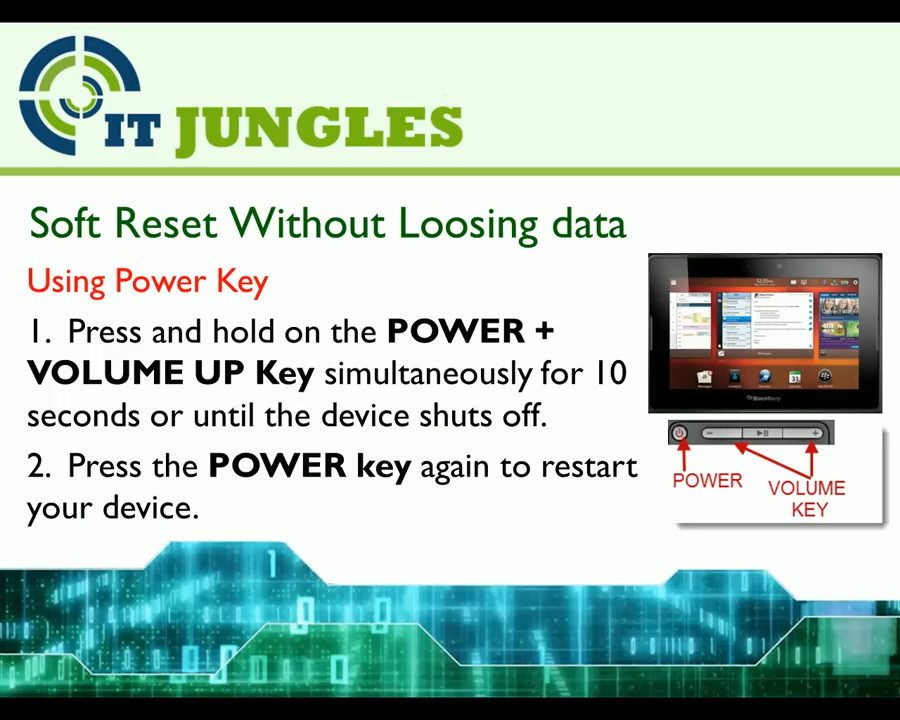 IT JUNGLES
Soft Reset Without Loosing data
Using Power Key
1. Press and hold on the POWER +
VOLUME UP Key simultaneously for 10
seconds or until the device shuts off.
2. Press the POWER key again to restart
your device.
BlackBerry
POWER
VOLUME
KEY